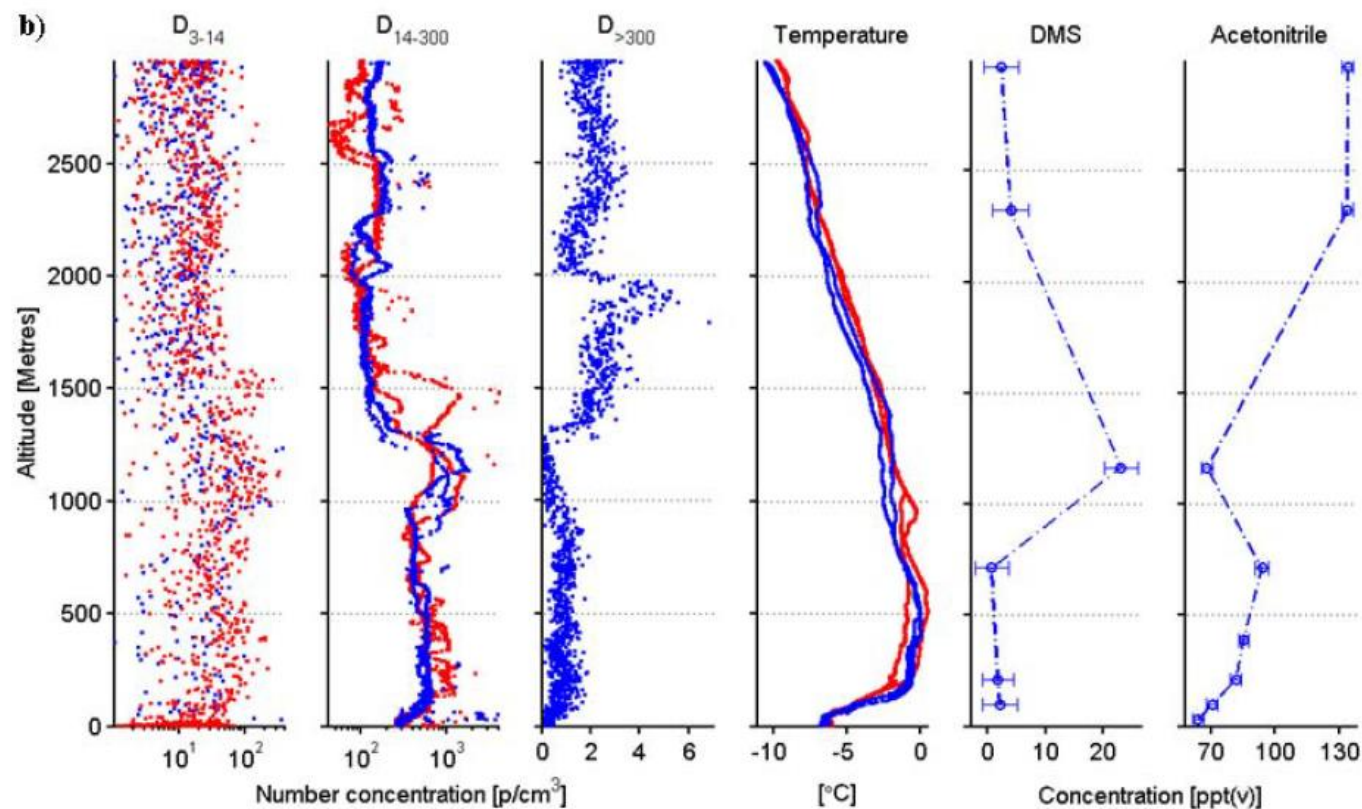 b)
D₃₋₁₄ D₁₄₋₃₀₀ D>₃₀₀ Temperature DMS Acetonitrile
Altitude [Metres]
2500
2000
1500
1000
500
0
10¹ 10² 10² 10³ 0 2 4 6 -10 -5 0 0 10 20 70 100 130
Number concentration [p/cm³] [°C] Concentration [ppt(v)]